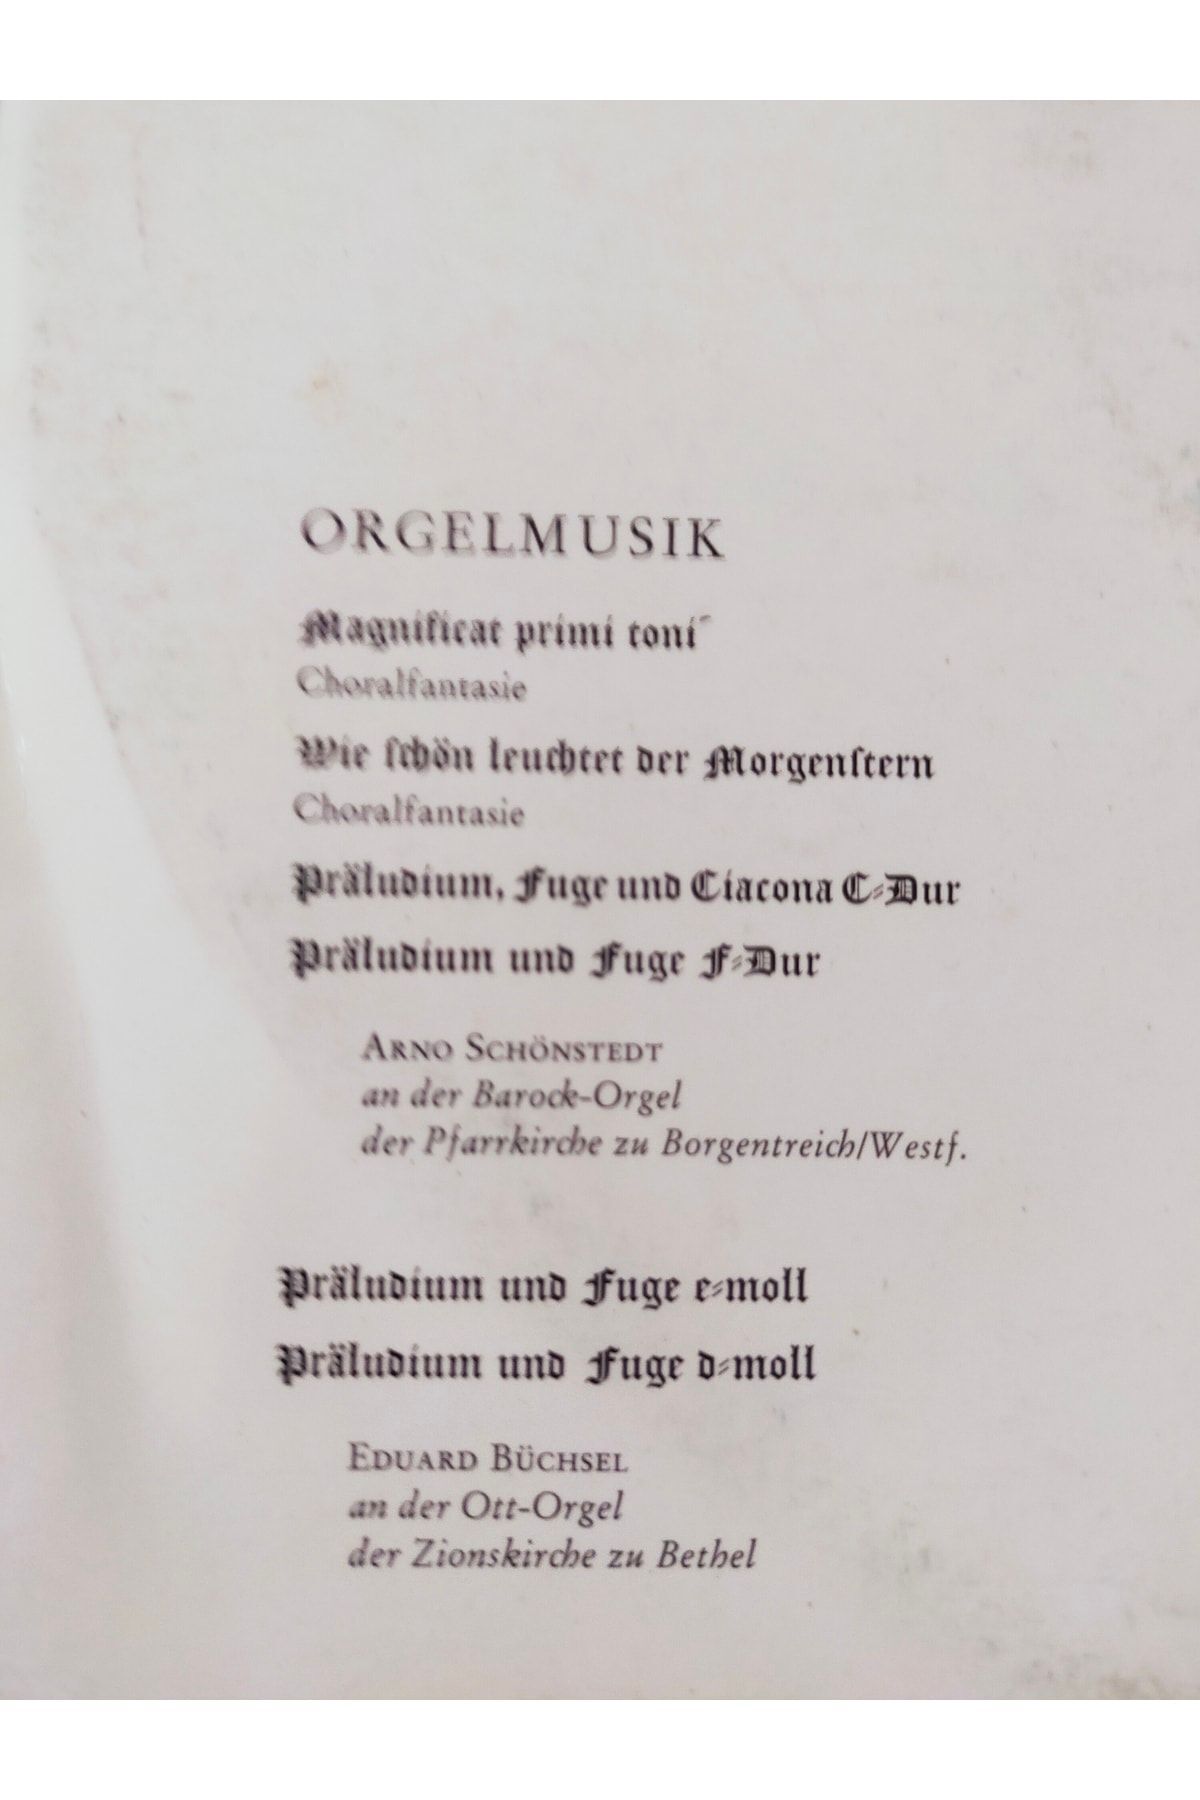 ORGELMUSIK
Magnificat primi toni
Choralfantasie
Wie schön leuchtet der Morgenstern
Choralfantasie
Präludium, Fuge und Ciacona C-Dur
Präludium und Fuge F-Dur
ARNO SCHÖNSTEDT
an der Barock-Orgel
der Pfarrkirche zu Borgentreich/Westf.
Präludium und Fuge e-moll
Präludium und Fuge d-moll
EDUARD BÜCHSEL
an der Ott-Orgel
der Zionskirche zu Bethel